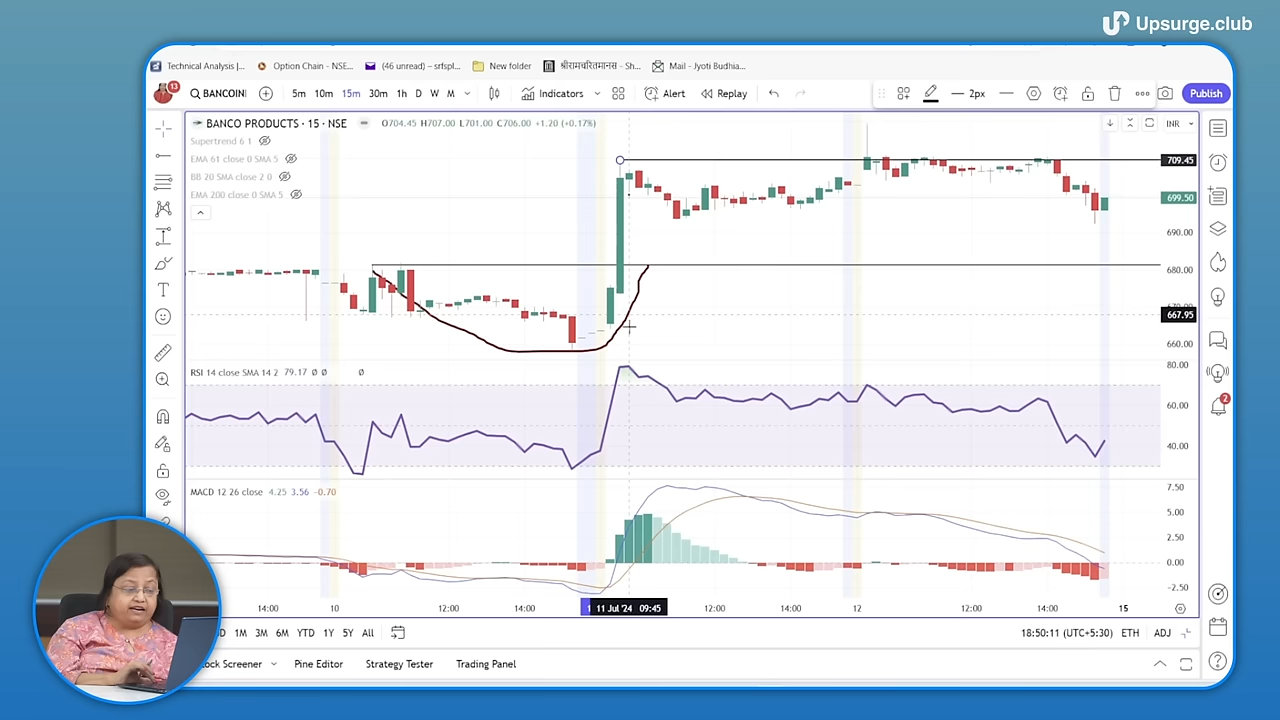 Upsurge.club
Technical Analysis |... Option Chain - NSE... (46 unread) – srfspl... New folder श्रीरामचरितमानस - Sh... Mail - Jyoti Budhia...
13 BANCOIN 5m 10m 15m 30m 1h D W M Indicators Alert Replay 2px Publish
BANCO PRODUCTS · 15 · NSE O704.45 H707.00 L701.00 C706.00 +1.20 (+0.17%) INR
Supertrend 6 1
EMA 61 close 0 SMA 5
BB 20 SMA close 2 0
EMA 200 close 0 SMA 5
709.45
699.50
690.00
680.00
670.00
667.95
660.00
RSI 14 close SMA 14 2 79.17 Ø Ø Ø
80.00
60.00
40.00
2
MACD 12 26 close 4.25 3.56 −0.70
7.50
5.00
2.50
0.00
−2.50
14:00 10 12:00 14:00 11 Jul '24 09:45 12:00 14:00 12 12:00 14:00 15
1M 3M 6M YTD 1Y 5Y All 18:50:11 (UTC+5:30) ETH ADJ
tock Screener Pine Editor Strategy Tester Trading Panel